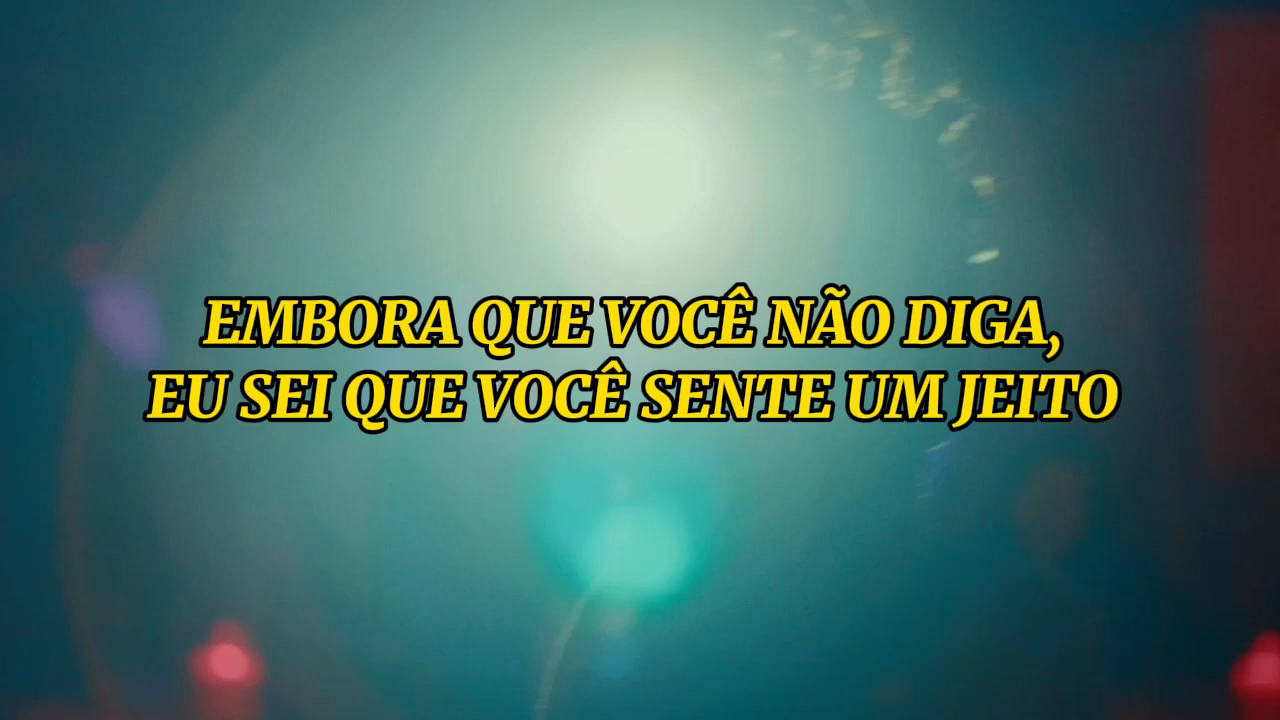 EMBORA QUE VOCÊ NÃO DIGA,
EU SEI QUE VOCÊ SENTE UM JEITO